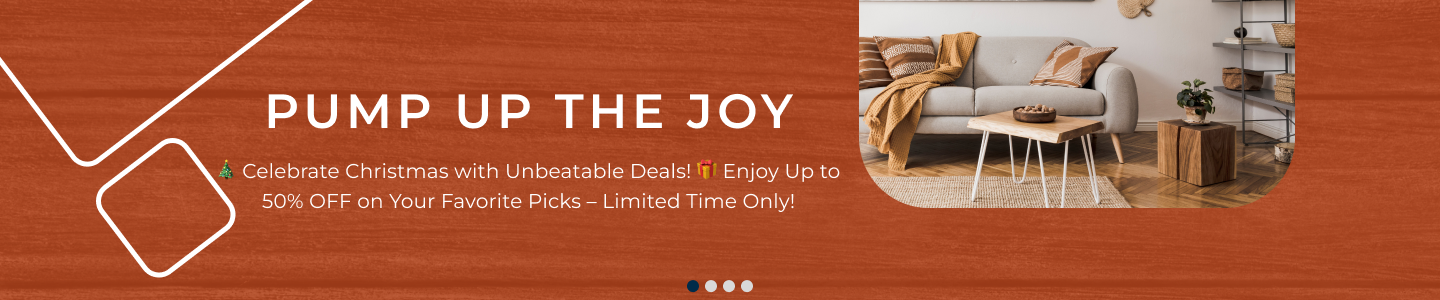 PUMP UP THE JOY
🎄 Celebrate Christmas with Unbeatable Deals! 🎁 Enjoy Up to
50% OFF on Your Favorite Picks – Limited Time Only!